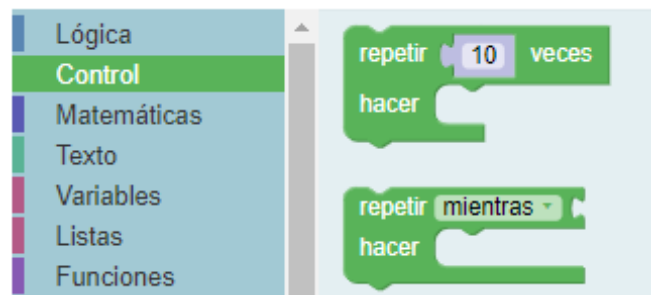 Lógica
Control
Matemáticas
Texto
Variables
Listas
Funciones
repetir 10 veces
hacer
repetir mientras
hacer